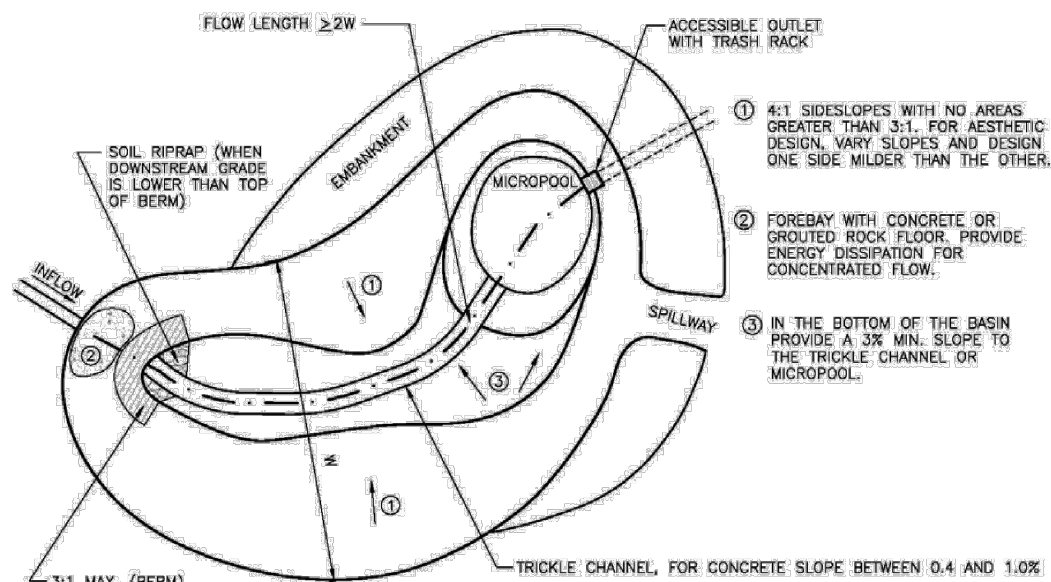 FLOW LENGTH ≥2W
ACCESSIBLE OUTLET
WITH TRASH RACK
① 4:1 SIDESLOPES WITH NO AREAS
GREATER THAN 3:1. FOR AESTHETIC
DESIGN, VARY SLOPES AND DESIGN
ONE SIDE MILDER THAN THE OTHER.
SOIL RIPRAP (WHEN
DOWNSTREAM GRADE
IS LOWER THAN TOP
OF BERM)
EMBANKMENT
MICROPOOL
② FOREBAY WITH CONCRETE OR
GROUTED ROCK FLOOR. PROVIDE
ENERGY DISSIPATION FOR
CONCENTRATED FLOW.
INFLOW
①
SPILLWAY
③ IN THE BOTTOM OF THE BASIN
PROVIDE A 3% MIN. SLOPE TO
THE TRICKLE CHANNEL OR
MICROPOOL.
②
③
W
①
3:1 MAX. (BERM)
TRICKLE CHANNEL, FOR CONCRETE SLOPE BETWEEN 0.4 AND 1.0%